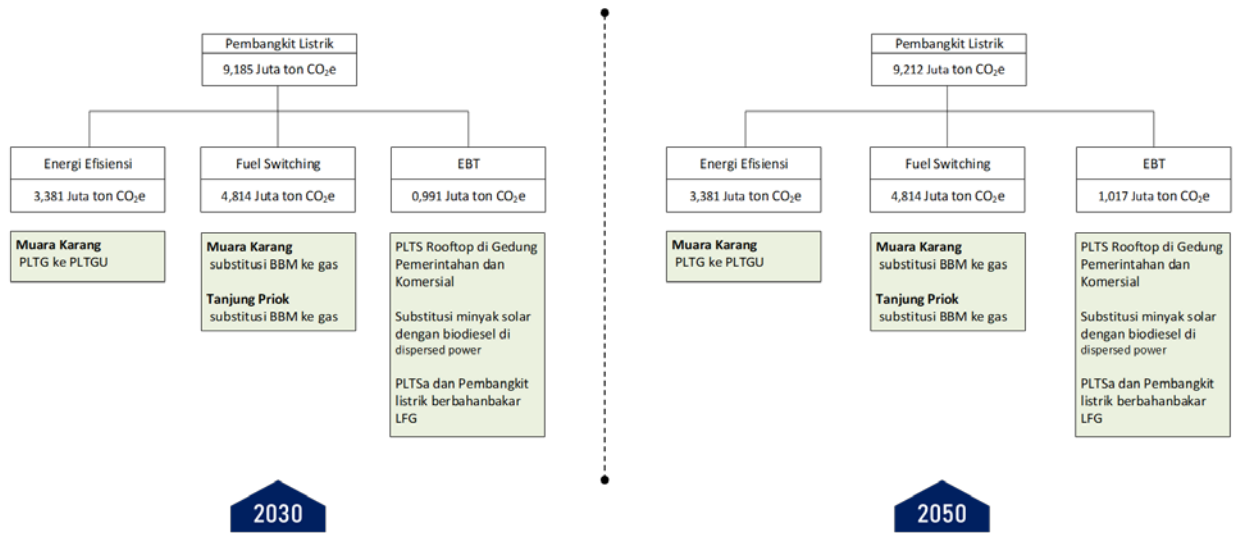 Pembangkit Listrik
9,185 Juta ton CO₂e
Energi Efisiensi
3,381 Juta ton CO₂e
Muara Karang
PLTG ke PLTGU
Fuel Switching
4,814 Juta ton CO₂e
Muara Karang
substitusi BBM ke gas
Tanjung Priok
substitusi BBM ke gas
EBT
0,991 Juta ton CO₂e
PLTS Rooftop di Gedung
Pemerintahan dan
Komersial
Substitusi minyak solar
dengan biodiesel di
dispersed power
PLTSa dan Pembangkit
listrik berbahanbakar
LFG
2030
Pembangkit Listrik
9,212 Juta ton CO₂e
Energi Efisiensi
3,381 Juta ton CO₂e
Muara Karang
PLTG ke PLTGU
Fuel Switching
4,814 Juta ton CO₂e
Muara Karang
substitusi BBM ke gas
Tanjung Priok
substitusi BBM ke gas
EBT
1,017 Juta ton CO₂e
PLTS Rooftop di Gedung
Pemerintahan dan
Komersial
Substitusi minyak solar
dengan biodiesel di
dispersed power
PLTSa dan Pembangkit
listrik berbahanbakar
LFG
2050